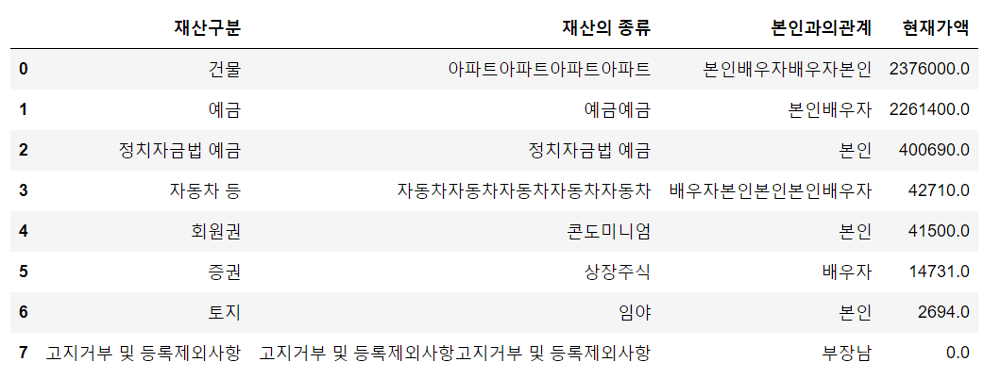 재산구분 재산의 종류 본인과의관계 현재가액
0 건물 아파트아파트아파트아파트 본인배우자배우자본인 2376000.0
1 예금 예금예금 본인배우자 2261400.0
2 정치자금법 예금 정치자금법 예금 본인 400690.0
3 자동차 등 자동차자동차자동차자동차자동차 배우자본인본인본인배우자 42710.0
4 회원권 콘도미니엄 본인 41500.0
5 증권 상장주식 배우자 14731.0
6 토지 임야 본인 2694.0
7 고지거부 및 등록제외사항 고지거부 및 등록제외사항고지거부 및 등록제외사항 부장남 0.0